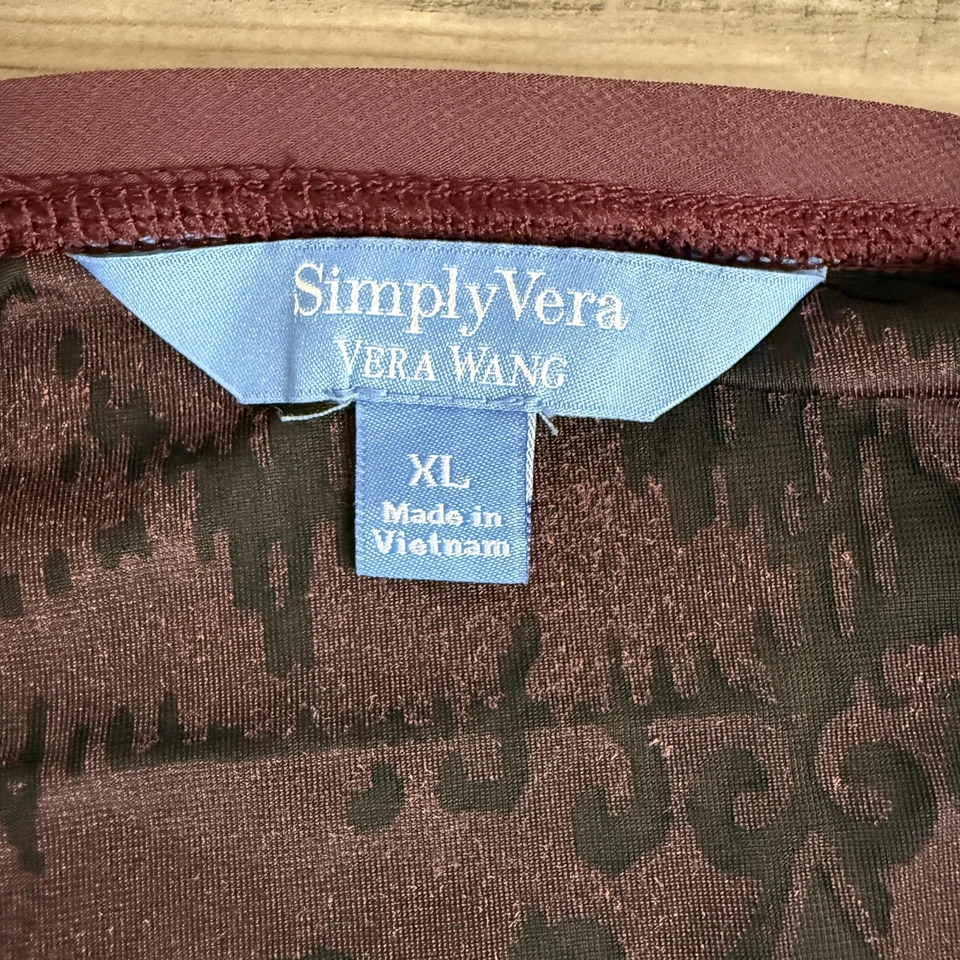 SimplyVera
VERA WANG
XL
Made in
Vietnam